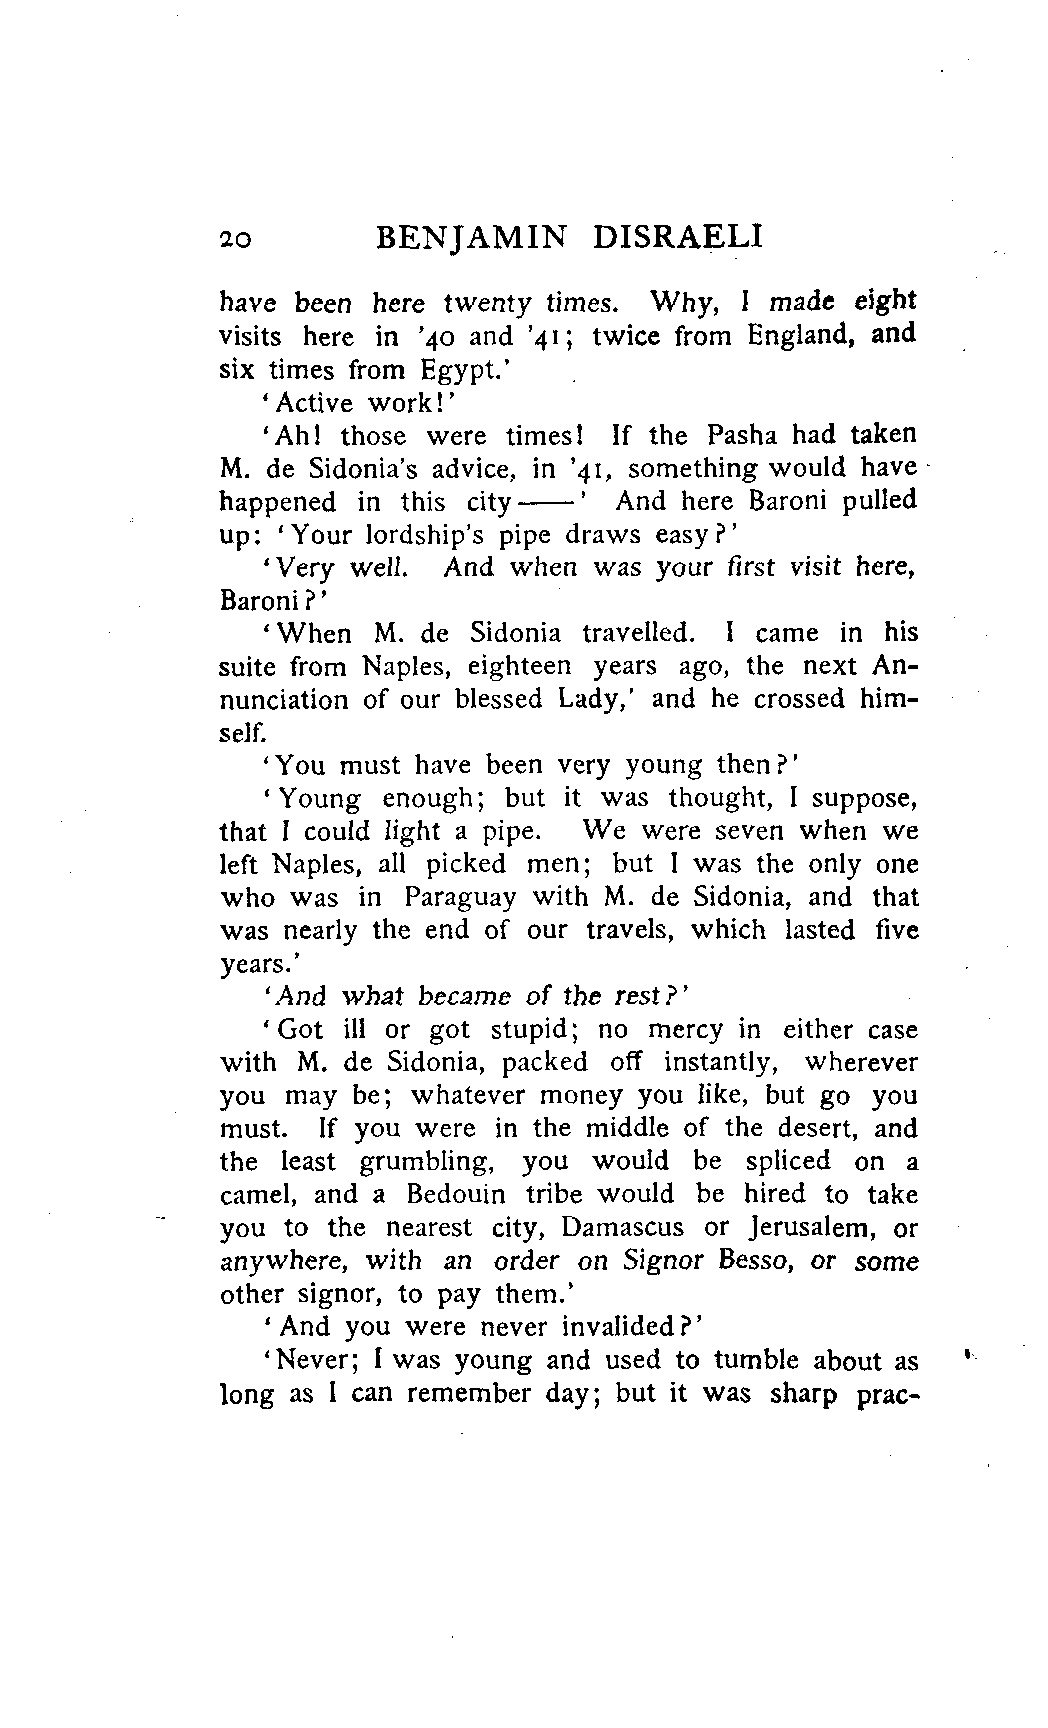 20 BENJAMIN DISRAELI
have been here twenty times. Why, I made eight
visits here in '40 and '41; twice from England, and
six times from Egypt.'
'Active work!'
'Ah! those were times! If the Pasha had taken
M. de Sidonia's advice, in '41, something would have
happened in this city——' And here Baroni pulled
up: 'Your lordship's pipe draws easy?'
'Very well. And when was your first visit here,
Baroni?'
'When M. de Sidonia travelled. I came in his
suite from Naples, eighteen years ago, the next An-
nunciation of our blessed Lady,' and he crossed him-
self.
'You must have been very young then?'
'Young enough; but it was thought, I suppose,
that I could light a pipe. We were seven when we
left Naples, all picked men; but I was the only one
who was in Paraguay with M. de Sidonia, and that
was nearly the end of our travels, which lasted five
years.'
'And what became of the rest?'
'Got ill or got stupid; no mercy in either case
with M. de Sidonia, packed off instantly, wherever
you may be; whatever money you like, but go you
must. If you were in the middle of the desert, and
the least grumbling, you would be spliced on a
camel, and a Bedouin tribe would be hired to take
you to the nearest city, Damascus or Jerusalem, or
anywhere, with an order on Signor Besso, or some
other signor, to pay them.'
'And you were never invalided?'
'Never; I was young and used to tumble about as
long as I can remember day; but it was sharp prac-